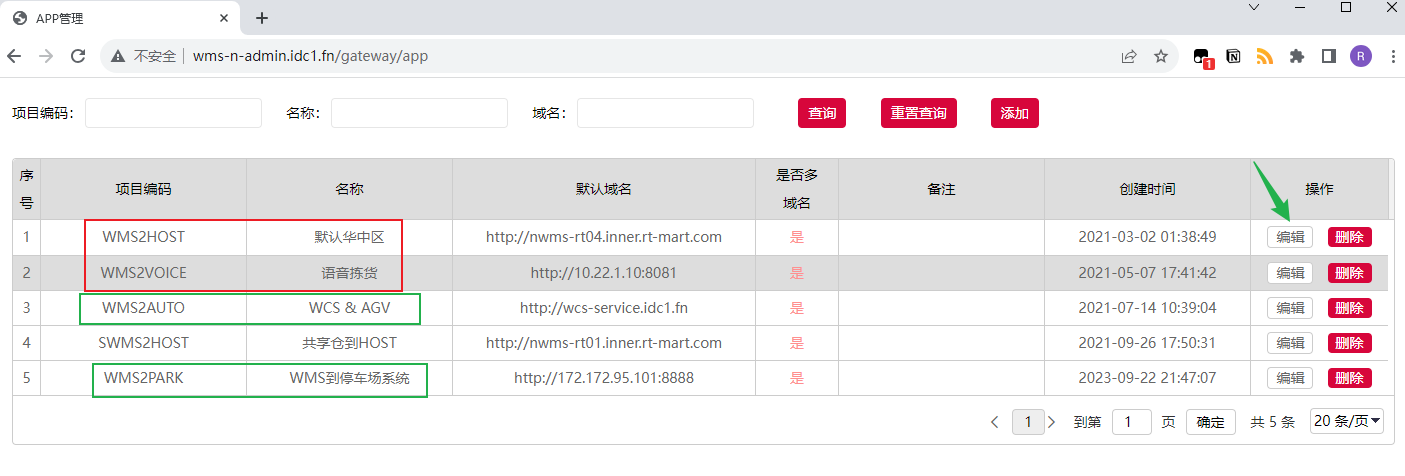 APP管理
不安全 wms-n-admin.idc1.fn/gateway/app
1
R
项目编码: 名称: 域名: 查询 重置查询 添加
序号 项目编码 名称 默认域名 是否多域名 备注 创建时间 操作
1 WMS2HOST 默认华中区 http://nwms-rt04.inner.rt-mart.com 是 2021-03-02 01:38:49 编辑 删除
2 WMS2VOICE 语音拣货 http://10.22.1.10:8081 是 2021-05-07 17:41:42 编辑 删除
3 WMS2AUTO WCS & AGV http://wcs-service.idc1.fn 是 2021-07-14 10:39:04 编辑 删除
4 SWMS2HOST 共享仓到HOST http://nwms-rt01.inner.rt-mart.com 是 2021-09-26 17:50:31 编辑 删除
5 WMS2PARK WMS到停车场系统 http://172.172.95.101:8888 是 2023-09-22 21:47:07 编辑 删除
1 到第 1 页 确定 共 5 条 20 条/页